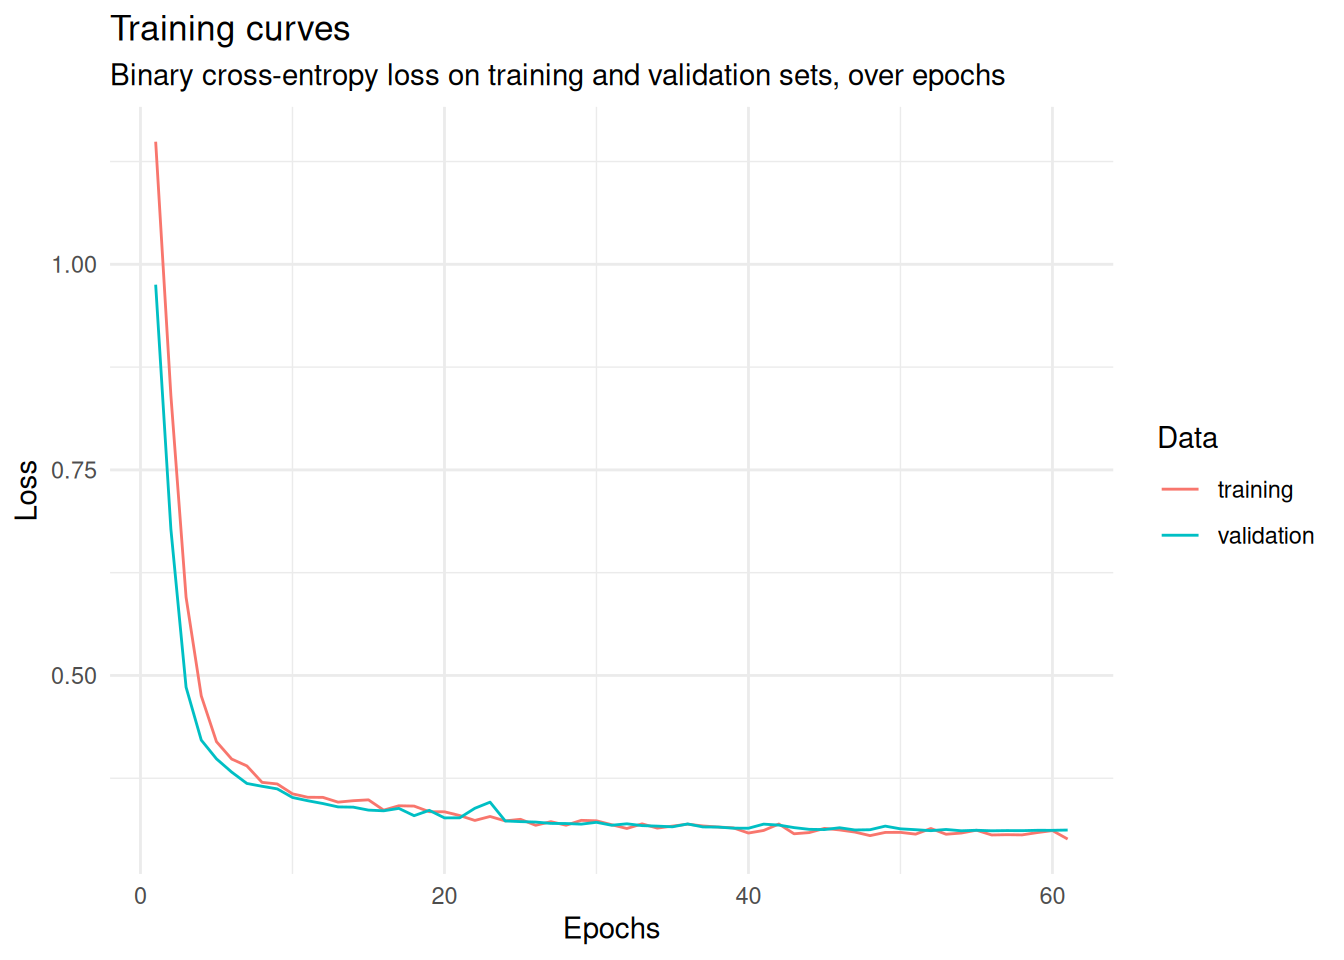 Training curves
Binary cross-entropy loss on training and validation sets, over epochs
1.00
0.75
0.50
Loss
0
20
40
60
Epochs
Data
training
validation